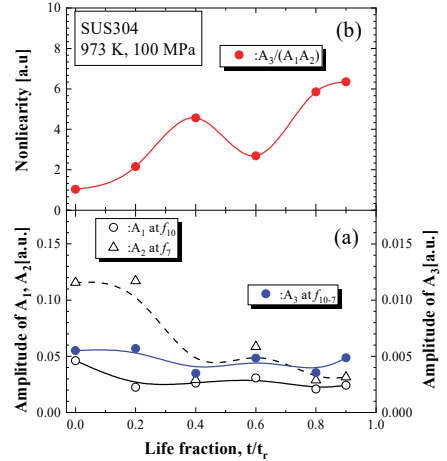 SUS304
973 K, 100 MPa
(b)
:A3/(A1A2)
Nonliearity [a.u]
10
8
6
4
2
0
:A1 at f10
:A2 at f7
(a)
:A3 at f10-7
Amplitude of A1, A2[a.u.]
0.15
0.10
0.05
0.00
Amplitude of A3[a.u.]
0.015
0.010
0.005
0.000
0.0 0.2 0.4 0.6 0.8 1.0
Life fraction, t/tr